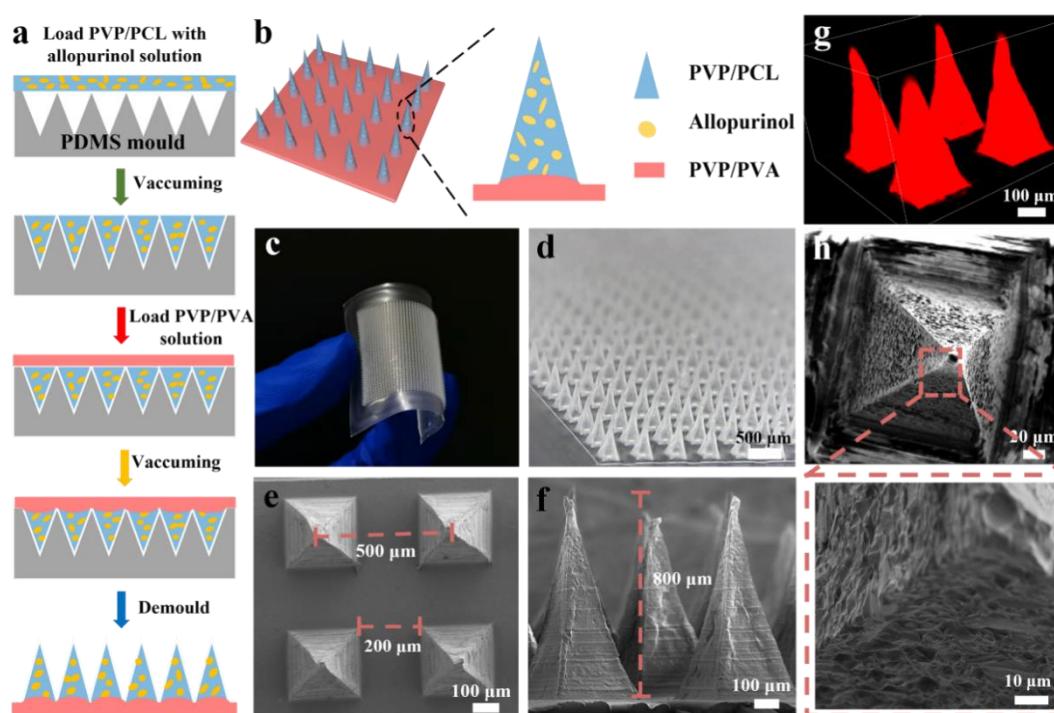 a
Load PVP/PCL with
allopurinol solution
PDMS mould
Vaccuming
Load PVP/PVA
solution
Vaccuming
Demould
b
PVP/PCL
Allopurinol
PVP/PVA
c
d
500 μm
e
500 μm
200 μm
100 μm
f
800 μm
100 μm
g
100 μm
h
20 μm
10 μm